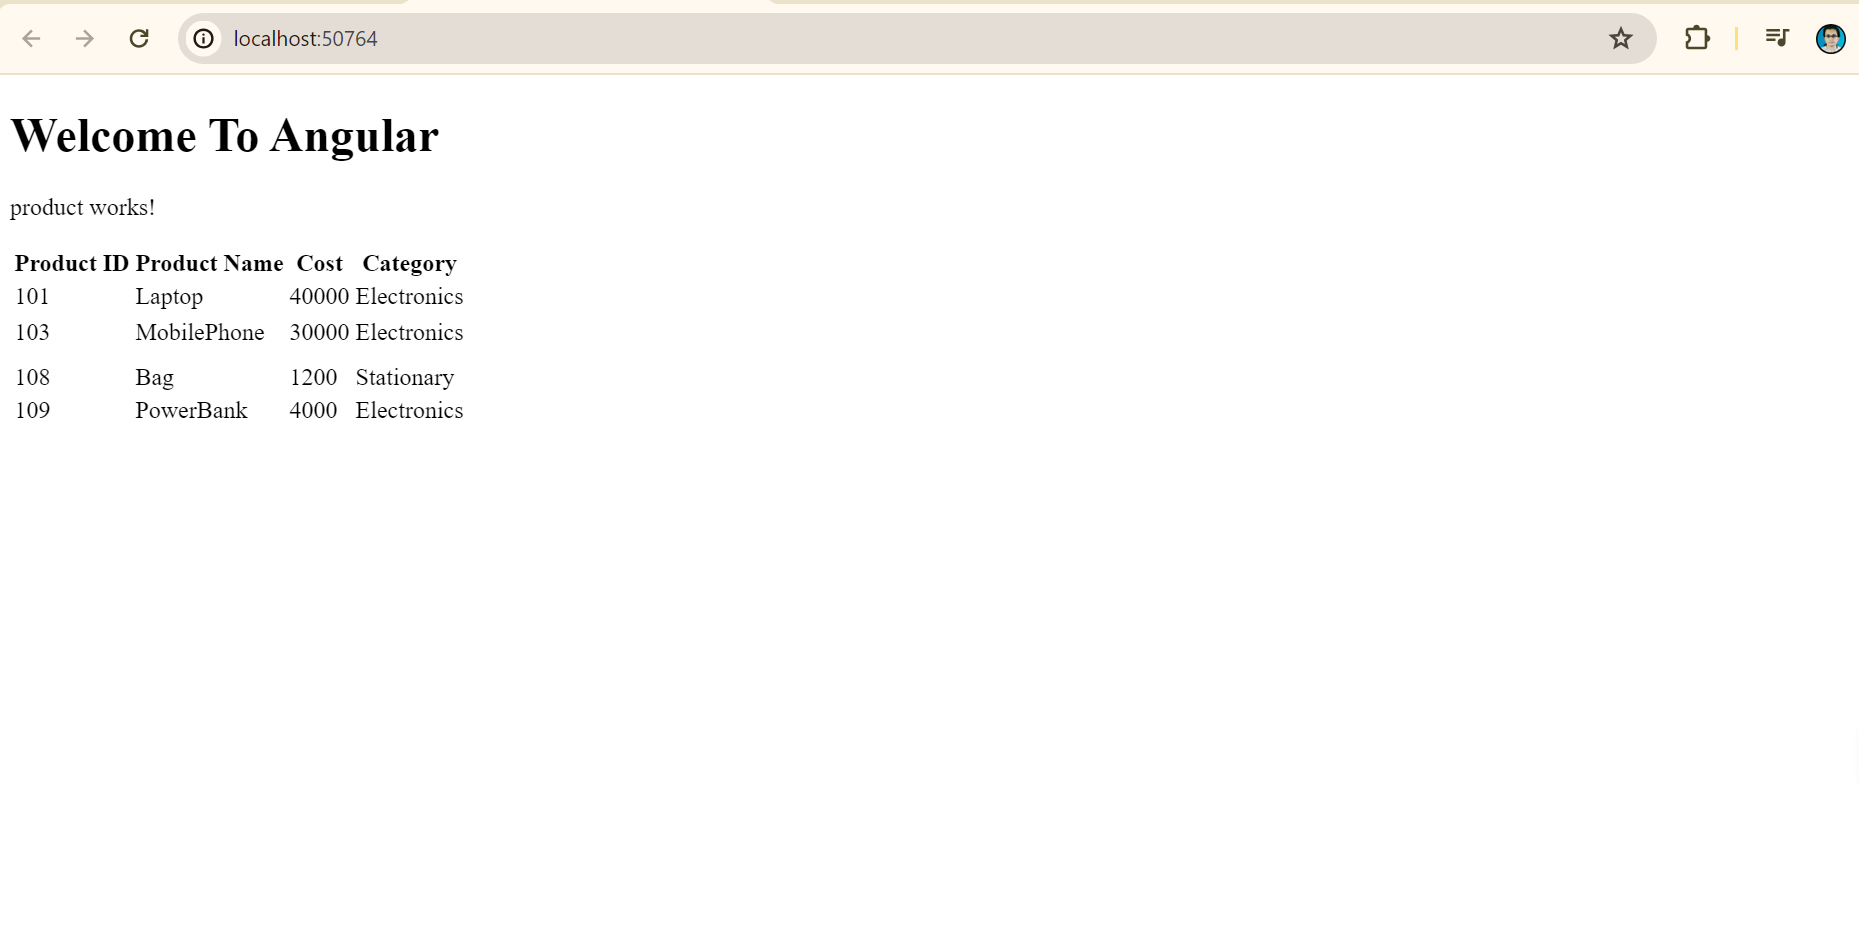 localhost:50764
Welcome To Angular
product works!
Product ID Product Name Cost Category
101 Laptop 40000 Electronics
103 MobilePhone 30000 Electronics
108 Bag 1200 Stationary
109 PowerBank 4000 Electronics